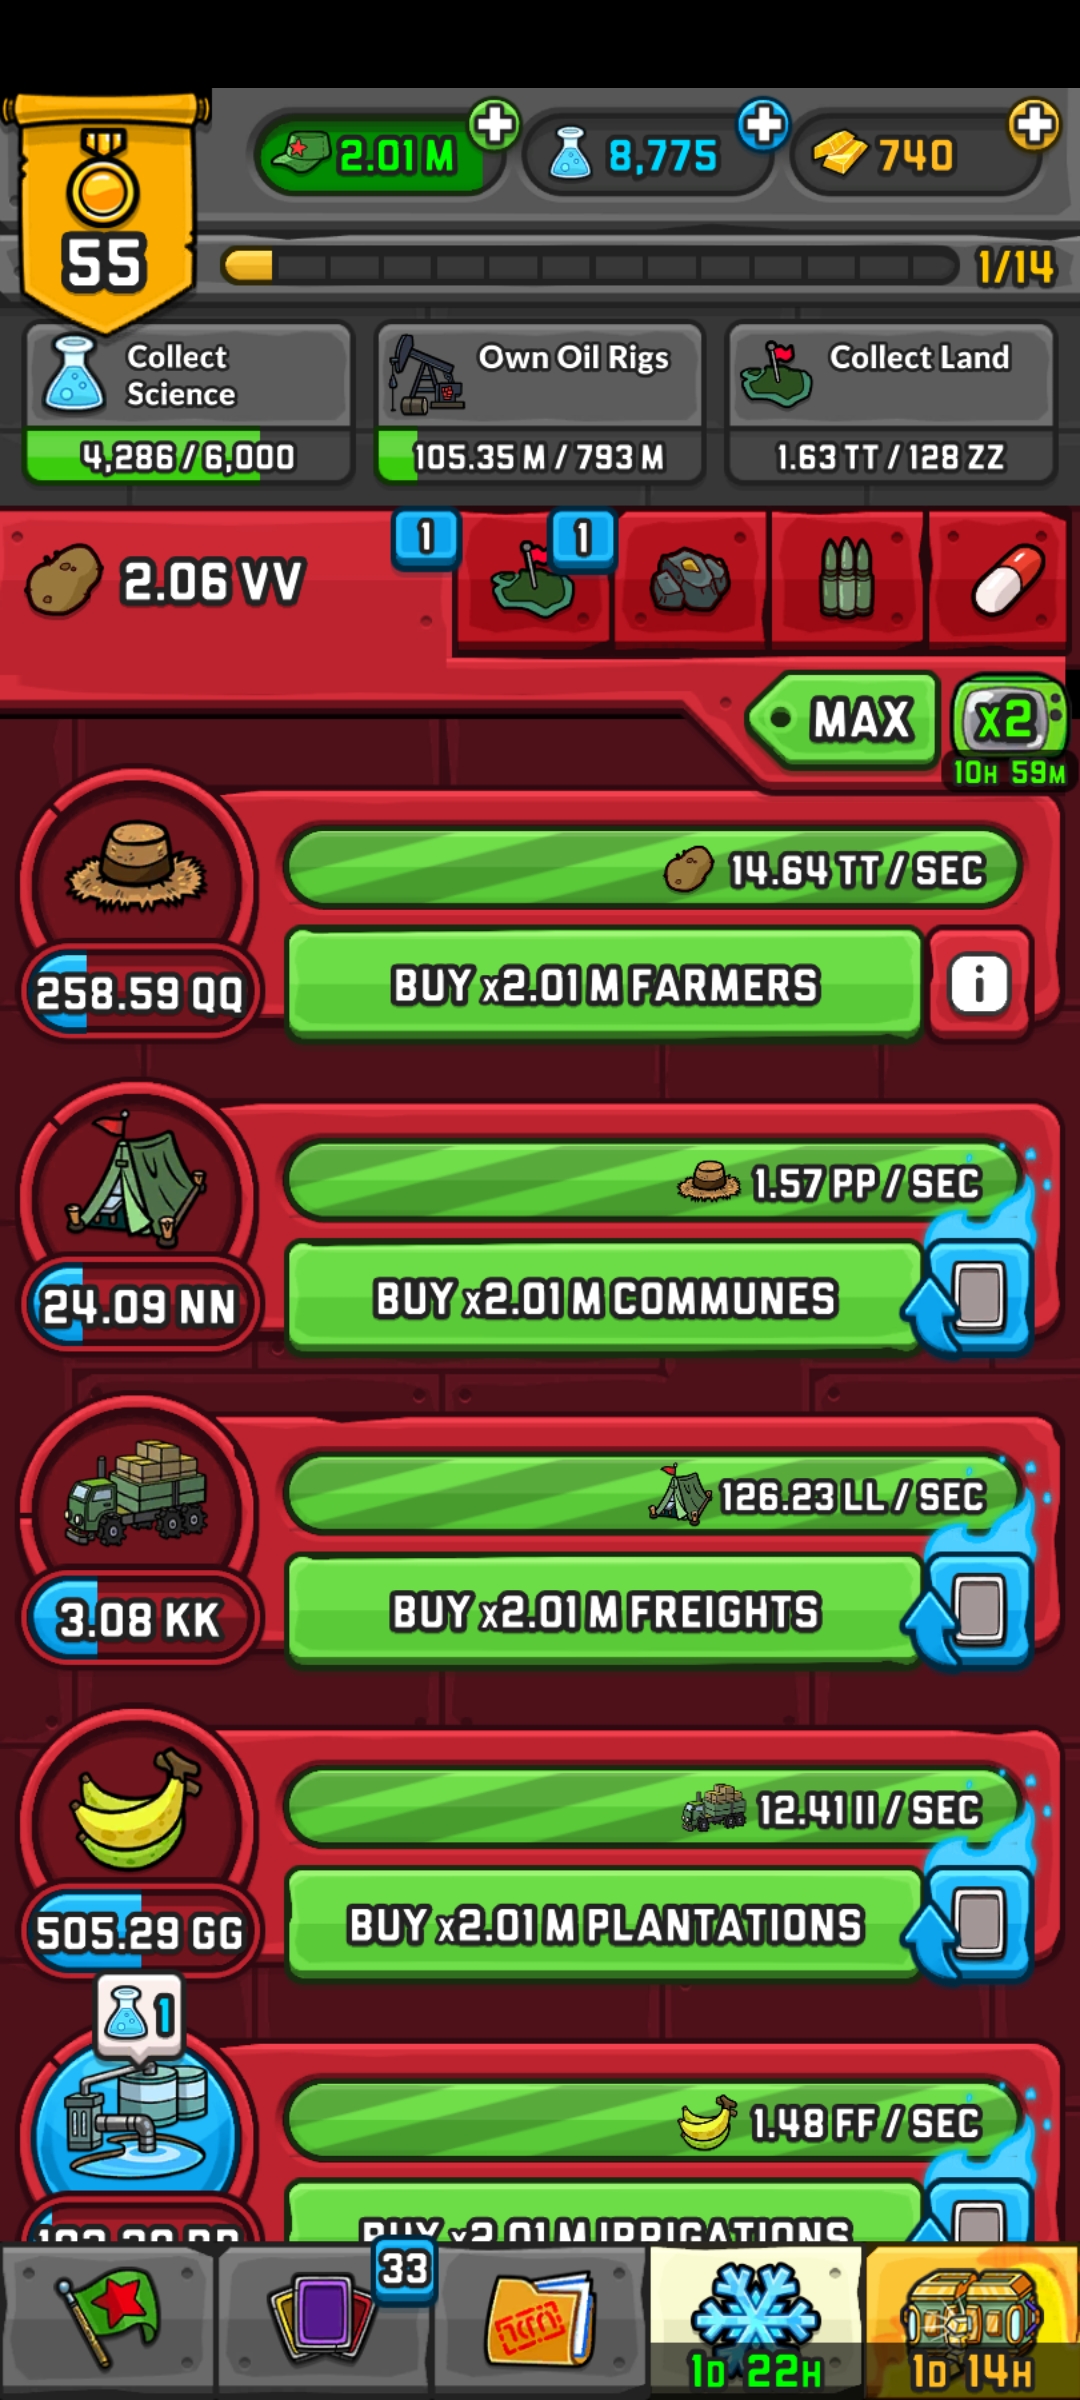 55
2.01 M
8,775
740
1/14
Collect
Science
4,286 / 6,000
Own Oil Rigs
105.35 M / 793 M
Collect Land
1.63 TT / 128 ZZ
2.06 VV
1
1
MAX
x2
10H 59M
14.64 TT / SEC
258.59 QQ
BUY x2.01 M FARMERS
i
1.57 PP / SEC
24.09 NN
BUY x2.01 M COMMUNES
126.23 LL / SEC
3.08 KK
BUY x2.01 M FREIGHTS
12.41 II / SEC
505.29 GG
BUY x2.01 M PLANTATIONS
1
1.48 FF / SEC
BUY x2.01 M IRRIGATIONS
33
1D 22H
1D 14H